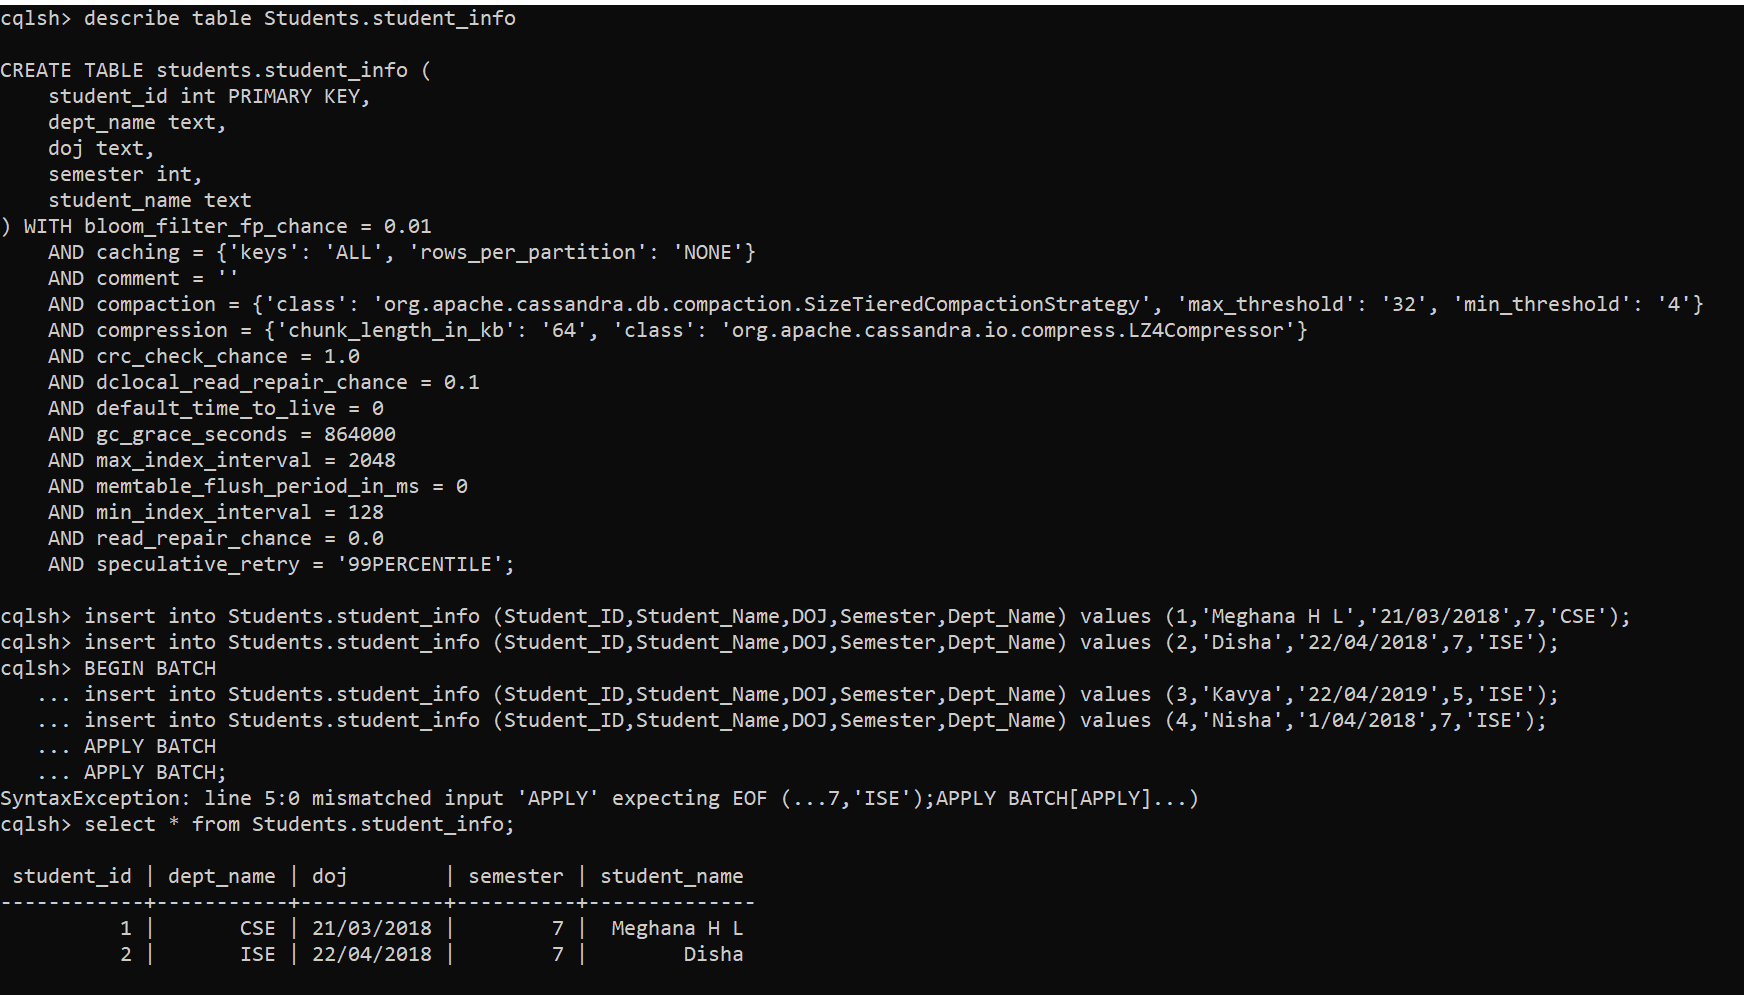 cqlsh> describe table Students.student_info
CREATE TABLE students.student_info (
    student_id int PRIMARY KEY,
    dept_name text,
    doj text,
    semester int,
    student_name text
) WITH bloom_filter_fp_chance = 0.01
    AND caching = {'keys': 'ALL', 'rows_per_partition': 'NONE'}
    AND comment = ''
    AND compaction = {'class': 'org.apache.cassandra.db.compaction.SizeTieredCompactionStrategy', 'max_threshold': '32', 'min_threshold': '4'}
    AND compression = {'chunk_length_in_kb': '64', 'class': 'org.apache.cassandra.io.compress.LZ4Compressor'}
    AND crc_check_chance = 1.0
    AND dclocal_read_repair_chance = 0.1
    AND default_time_to_live = 0
    AND gc_grace_seconds = 864000
    AND max_index_interval = 2048
    AND memtable_flush_period_in_ms = 0
    AND min_index_interval = 128
    AND read_repair_chance = 0.0
    AND speculative_retry = '99PERCENTILE';
cqlsh> insert into Students.student_info (Student_ID,Student_Name,DOJ,Semester,Dept_Name) values (1,'Meghana H L','21/03/2018',7,'CSE');
cqlsh> insert into Students.student_info (Student_ID,Student_Name,DOJ,Semester,Dept_Name) values (2,'Disha','22/04/2018',7,'ISE');
cqlsh> BEGIN BATCH
   ... insert into Students.student_info (Student_ID,Student_Name,DOJ,Semester,Dept_Name) values (3,'Kavya','22/04/2019',5,'ISE');
   ... insert into Students.student_info (Student_ID,Student_Name,DOJ,Semester,Dept_Name) values (4,'Nisha','1/04/2018',7,'ISE');
   ... APPLY BATCH
   ... APPLY BATCH;
SyntaxException: line 5:0 mismatched input 'APPLY' expecting EOF (...7,'ISE');APPLY BATCH[APPLY]...)
cqlsh> select * from Students.student_info;
 student_id | dept_name | doj        | semester | student_name
------------+-----------+------------+----------+--------------
          1 |       CSE | 21/03/2018 |        7 |  Meghana H L
          2 |       ISE | 22/04/2018 |        7 |        Disha